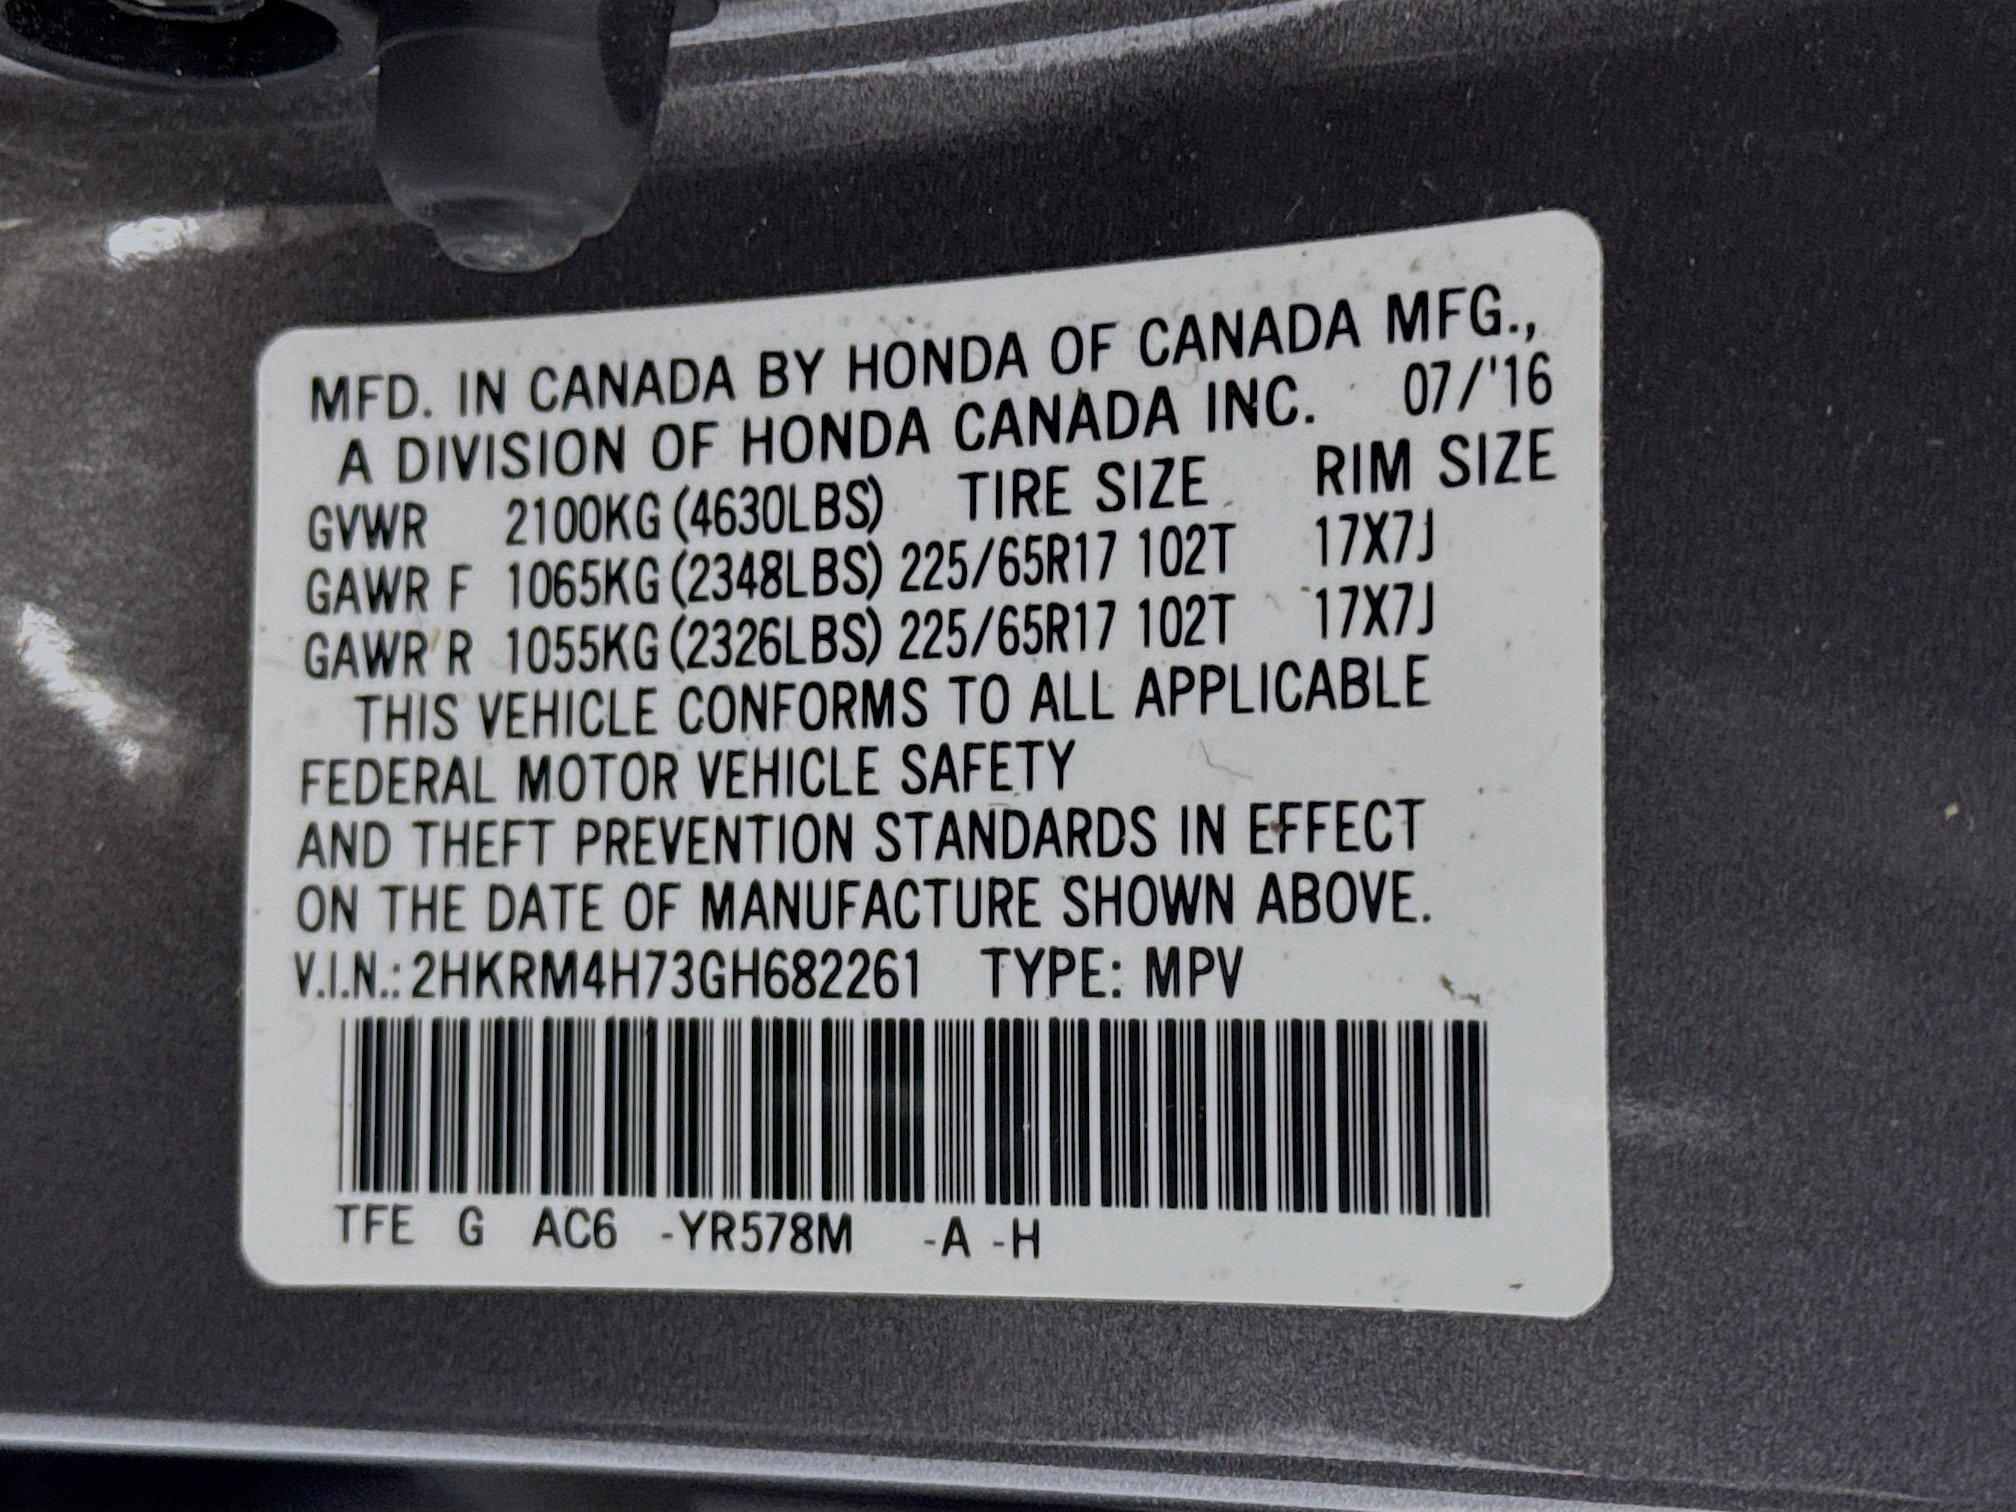 MFD. IN CANADA BY HONDA OF CANADA MFG.,
A DIVISION OF HONDA CANADA INC. 07/'16
GVWR 2100KG (4630LBS) TIRE SIZE RIM SIZE
GAWR F 1065KG (2348LBS) 225/65R17 102T 17X7J
GAWR R 1055KG (2326LBS) 225/65R17 102T 17X7J
THIS VEHICLE CONFORMS TO ALL APPLICABLE
FEDERAL MOTOR VEHICLE SAFETY
AND THEFT PREVENTION STANDARDS IN EFFECT
ON THE DATE OF MANUFACTURE SHOWN ABOVE.
V.I.N.: 2HKRM4H73GH682261 TYPE: MPV
TFE G AC6 -YR578M -A -H